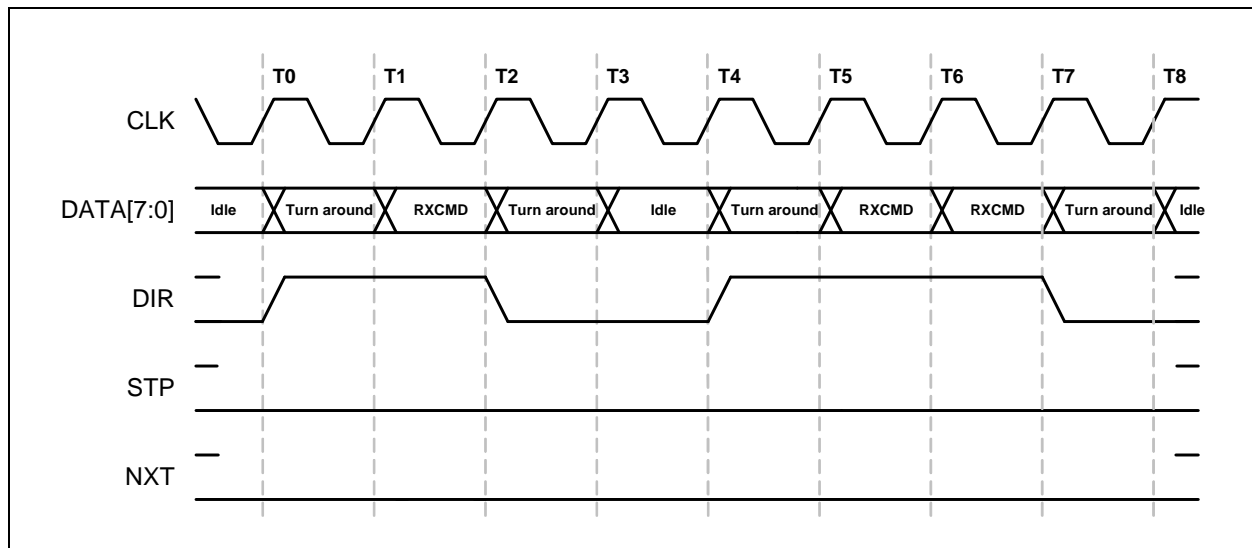 T0 T1 T2 T3 T4 T5 T6 T7 T8
CLK
DATA[7:0] Idle Turn around RXCMD Turn around Idle Turn around RXCMD RXCMD Turn around Idle
DIR
STP
NXT